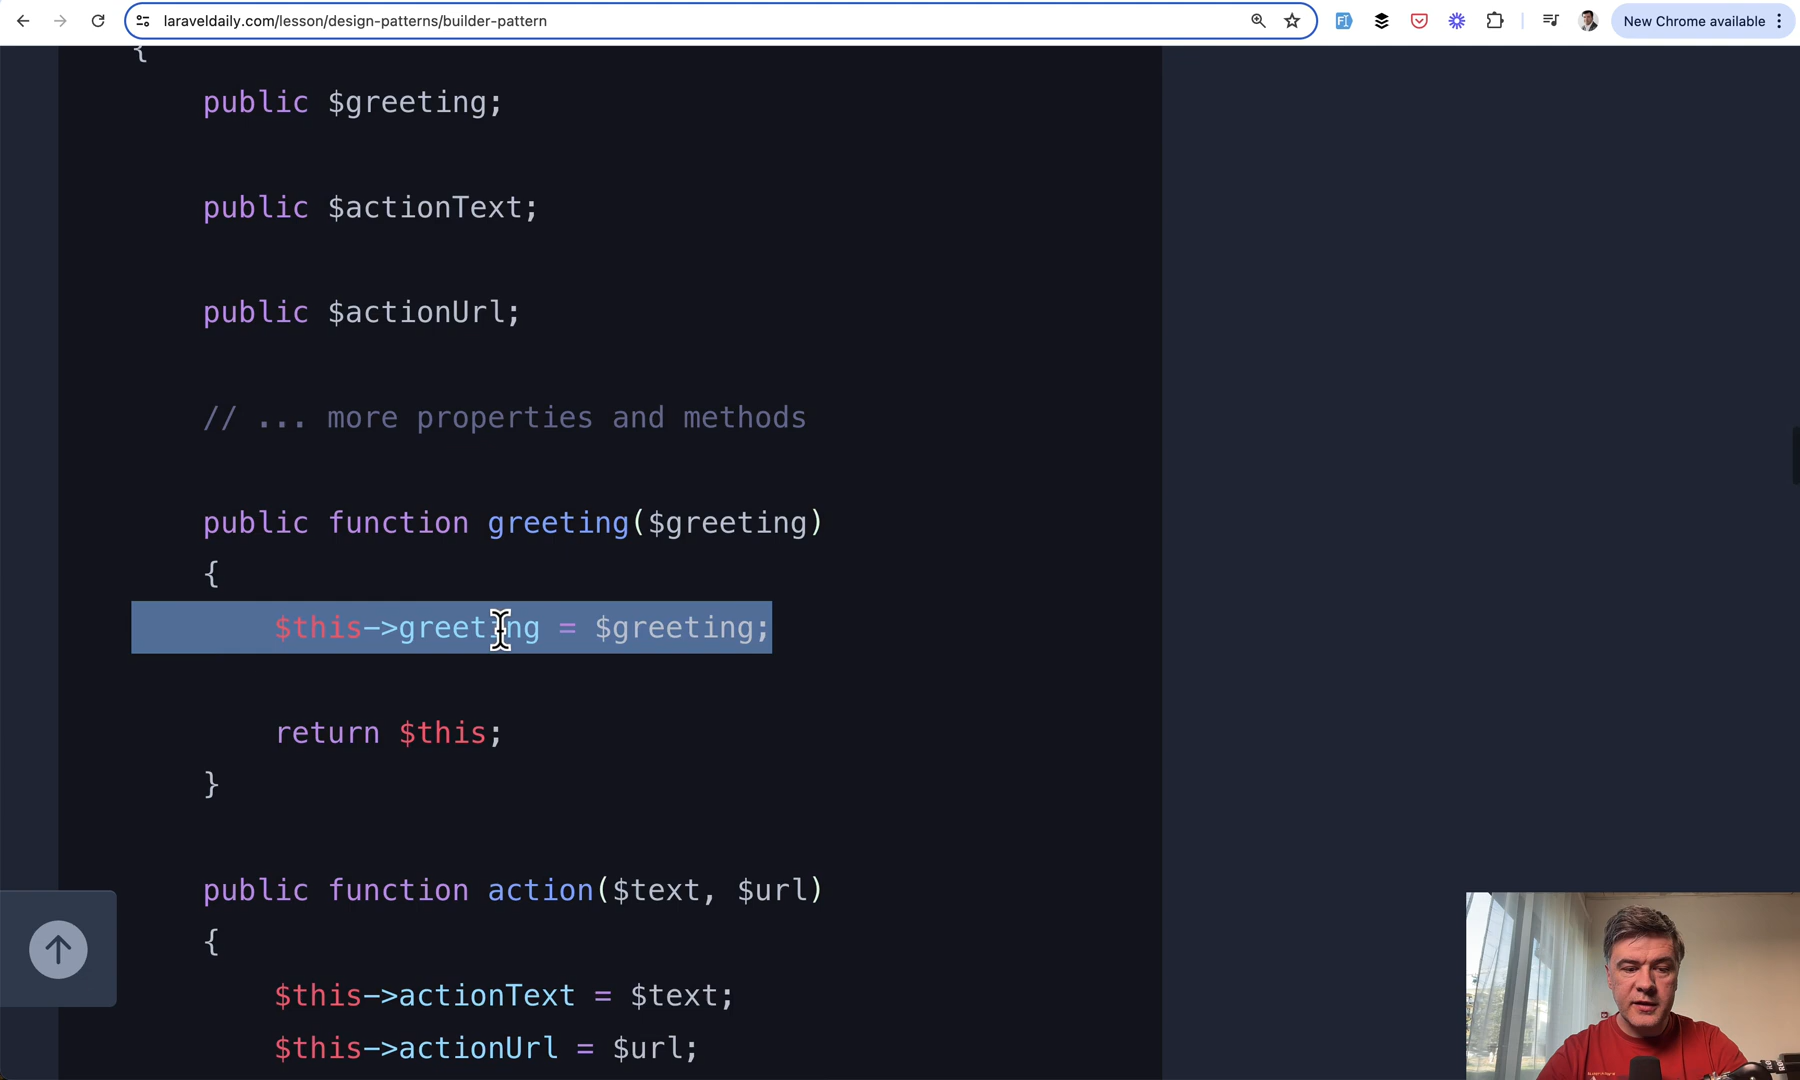 laraveldaily.com/lesson/design-patterns/builder-pattern
New Chrome available
{
public $greeting;
public $actionText;
public $actionUrl;
// ... more properties and methods
public function greeting($greeting)
{
$this->greeting = $greeting;
return $this;
}
public function action($text, $url)
{
$this->actionText = $text;
$this->actionUrl = $url;